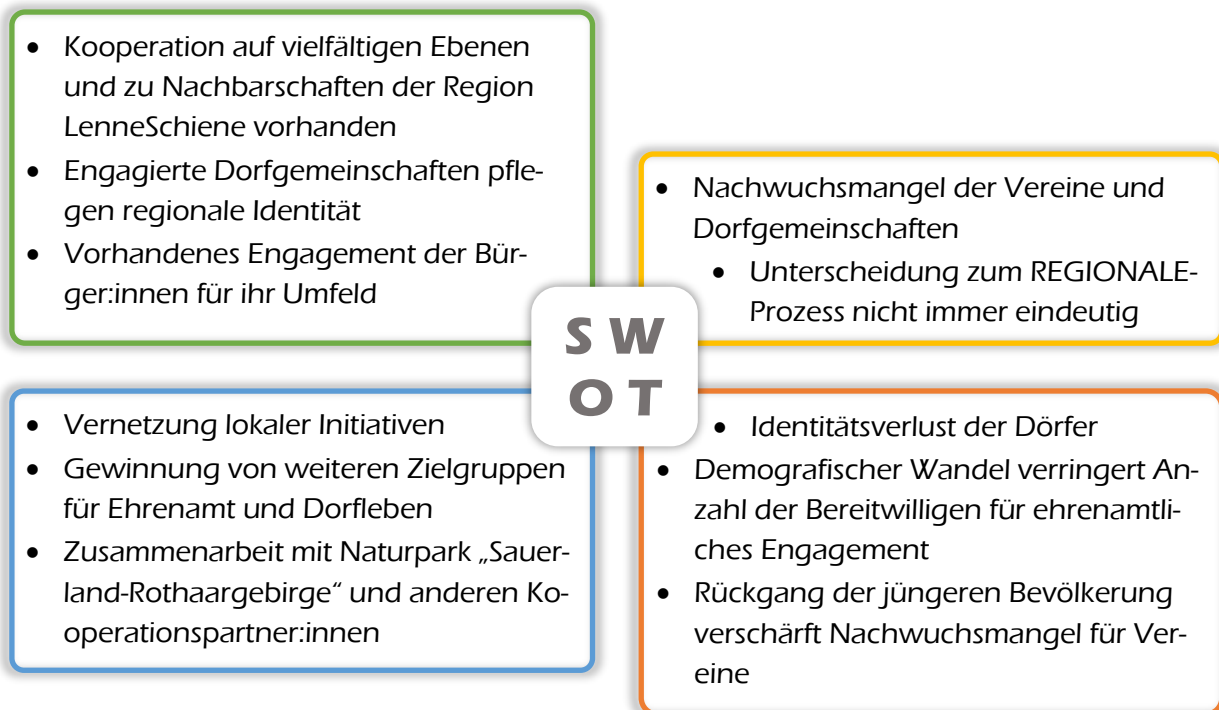 • Kooperation auf vielfältigen Ebenen
und zu Nachbarschaften der Region
LenneSchiene vorhanden
• Engagierte Dorfgemeinschaften pfle-
gen regionale Identität
• Vorhandenes Engagement der Bür-
ger:innen für ihr Umfeld
• Nachwuchsmangel der Vereine und
Dorfgemeinschaften
• Unterscheidung zum REGIONALE-
Prozess nicht immer eindeutig
S W
O T
• Vernetzung lokaler Initiativen
• Gewinnung von weiteren Zielgruppen
für Ehrenamt und Dorfleben
• Zusammenarbeit mit Naturpark „Sauer-
land-Rothaargebirge“ und anderen Ko-
operationspartner:innen
• Identitätsverlust der Dörfer
• Demografischer Wandel verringert An-
zahl der Bereitwilligen für ehrenamtli-
ches Engagement
• Rückgang der jüngeren Bevölkerung
verschärft Nachwuchsmangel für Ver-
eine